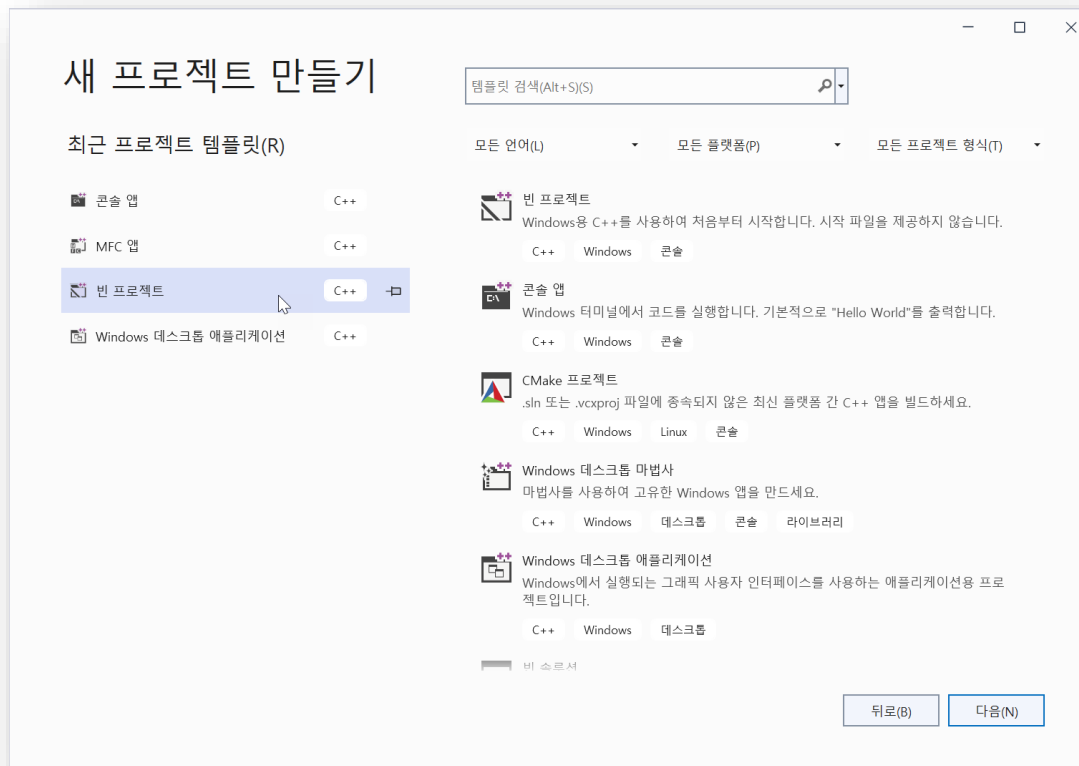 새 프로젝트 만들기
템플릿 검색(Alt+S)(S)
최근 프로젝트 템플릿(R)
모든 언어(L) 모든 플랫폼(P) 모든 프로젝트 형식(T)
콘솔 앱 C++
MFC 앱 C++
빈 프로젝트 C++
Windows 데스크톱 애플리케이션 C++
빈 프로젝트
Windows용 C++를 사용하여 처음부터 시작합니다. 시작 파일을 제공하지 않습니다.
C++ Windows 콘솔
콘솔 앱
Windows 터미널에서 코드를 실행합니다. 기본적으로 "Hello World"를 출력합니다.
C++ Windows 콘솔
CMake 프로젝트
.sln 또는 .vcxproj 파일에 종속되지 않은 최신 플랫폼 간 C++ 앱을 빌드하세요.
C++ Windows Linux 콘솔
Windows 데스크톱 마법사
마법사를 사용하여 고유한 Windows 앱을 만드세요.
C++ Windows 데스크톱 콘솔 라이브러리
Windows 데스크톱 애플리케이션
Windows에서 실행되는 그래픽 사용자 인터페이스를 사용하는 애플리케이션용 프로
젝트입니다.
C++ Windows 데스크톱
빈 솔루션
뒤로(B) 다음(N)